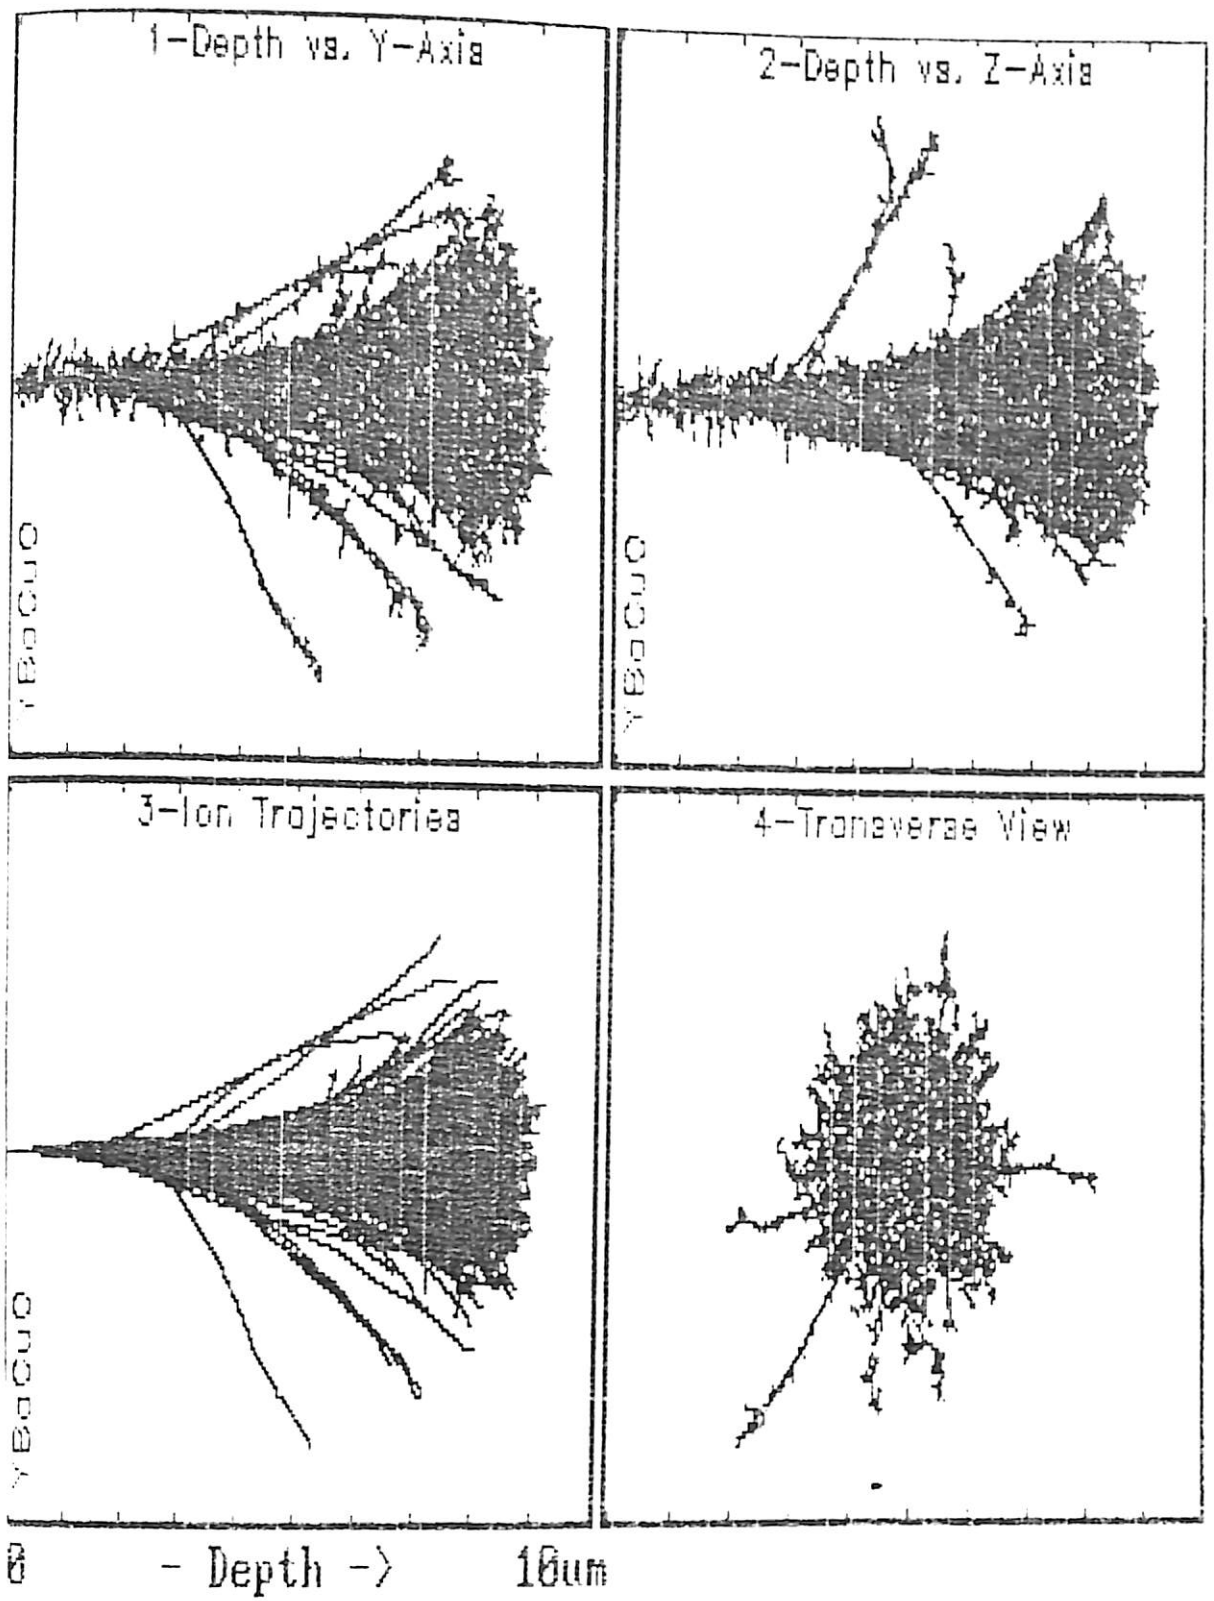 1-Depth vs. Y-Axis
2-Depth vs. Z-Axis
YBaCuO
YBaCuO
3-Ion Trajectories
4-Transverse View
YBaCuO
0 - Depth -> 10um